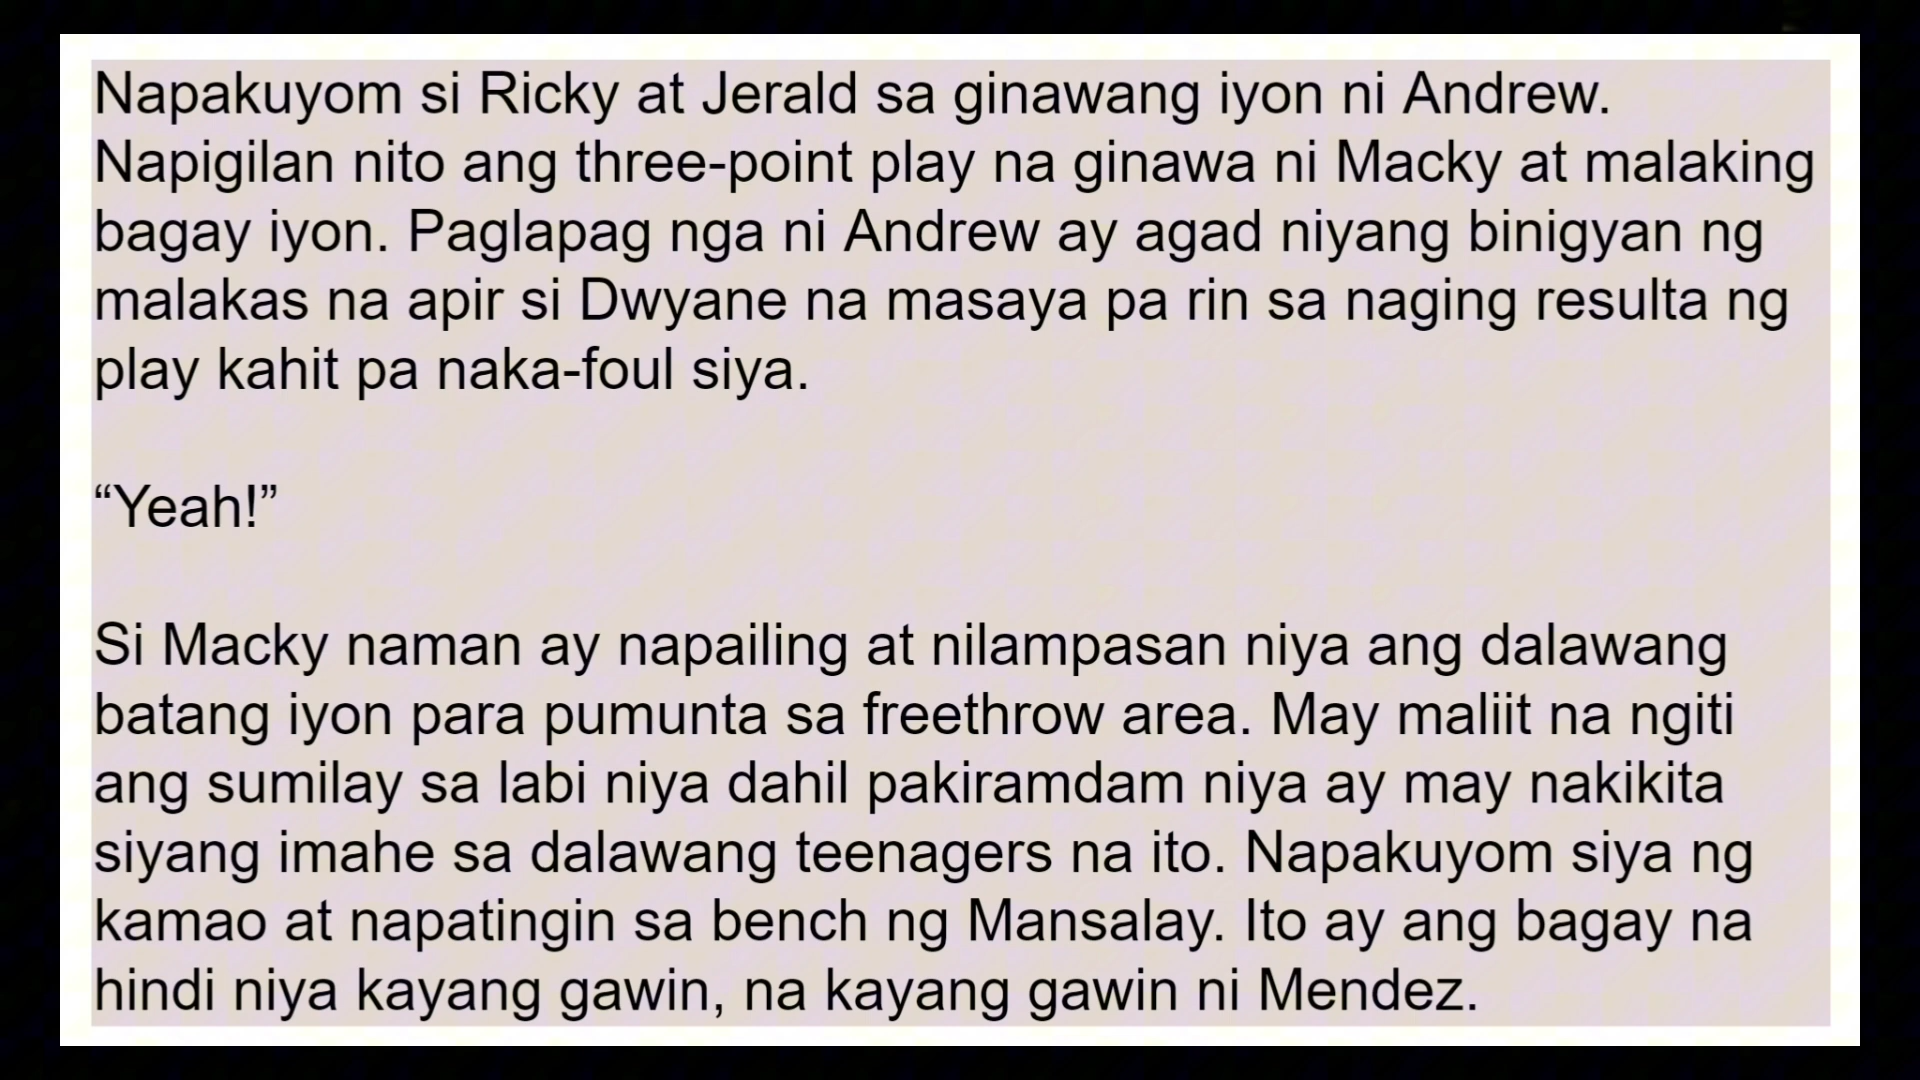 Napakuyom si Ricky at Jerald sa ginawang iyon ni Andrew.
Napigilan nito ang three-point play na ginawa ni Macky at malaking
bagay iyon. Paglapag nga ni Andrew ay agad niyang binigyan ng
malakas na apir si Dwyane na masaya pa rin sa naging resulta ng
play kahit pa naka-foul siya.
“Yeah!”
Si Macky naman ay napailing at nilampasan niya ang dalawang
batang iyon para pumunta sa freethrow area. May maliit na ngiti
ang sumilay sa labi niya dahil pakiramdam niya ay may nakikita
siyang imahe sa dalawang teenagers na ito. Napakuyom siya ng
kamao at napatingin sa bench ng Mansalay. Ito ay ang bagay na
hindi niya kayang gawin, na kayang gawin ni Mendez.